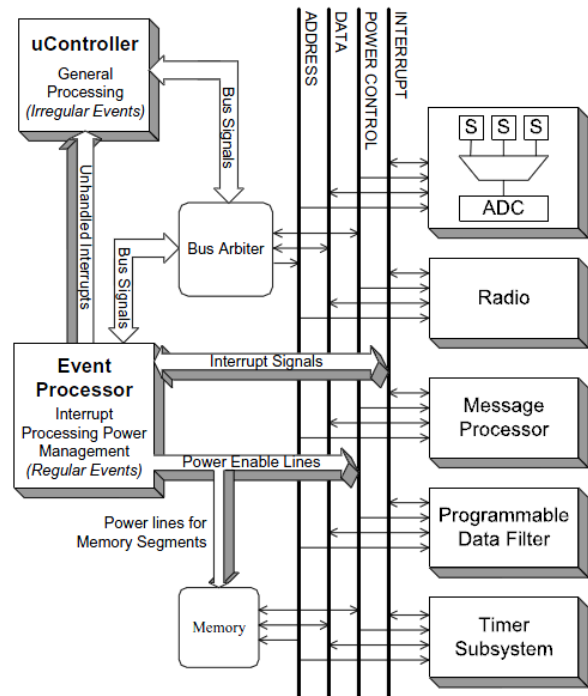 uController
General
Processing
(Irregular Events)
ADDRESS
DATA
POWER CONTROL
INTERRUPT
Bus Signals
Unhandled Interrupts
S S S
ADC
Bus Arbiter
Bus Signals
Radio
Event
Processor
Interrupt
Processing Power
Management
(Regular Events)
Interrupt Signals
Message
Processor
Power Enable Lines
Power lines for
Memory Segments
Programmable
Data Filter
Memory
Timer
Subsystem